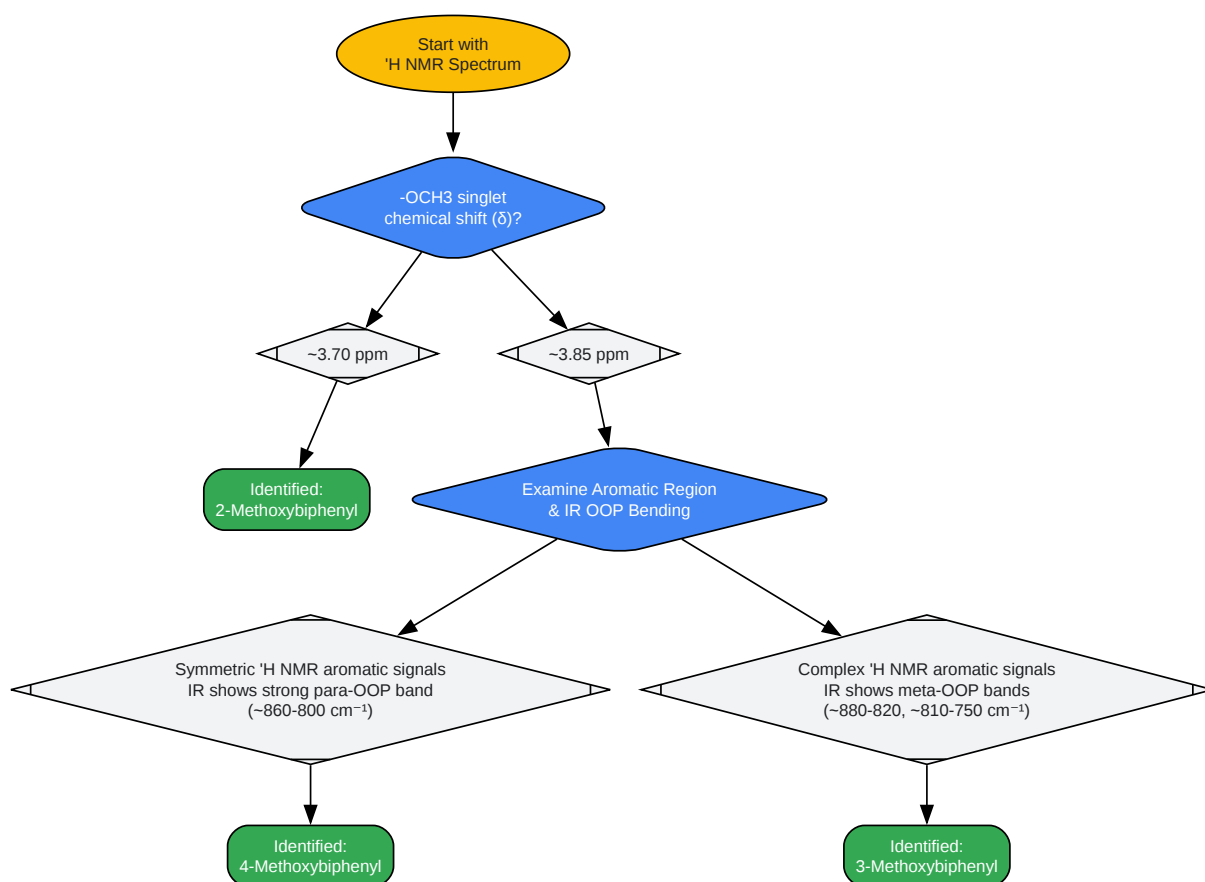 Start with
'H NMR Spectrum
-OCH3 singlet
chemical shift (δ)?
~3.70 ppm
~3.85 ppm
Identified:
2-Methoxybiphenyl
Examine Aromatic Region
& IR OOP Bending
Symmetric 'H NMR aromatic signals
IR shows strong para-OOP band
(~860-800 cm⁻¹)
Complex 'H NMR aromatic signals
IR shows meta-OOP bands
(~880-820, ~810-750 cm⁻¹)
Identified:
4-Methoxybiphenyl
Identified:
3-Methoxybiphenyl